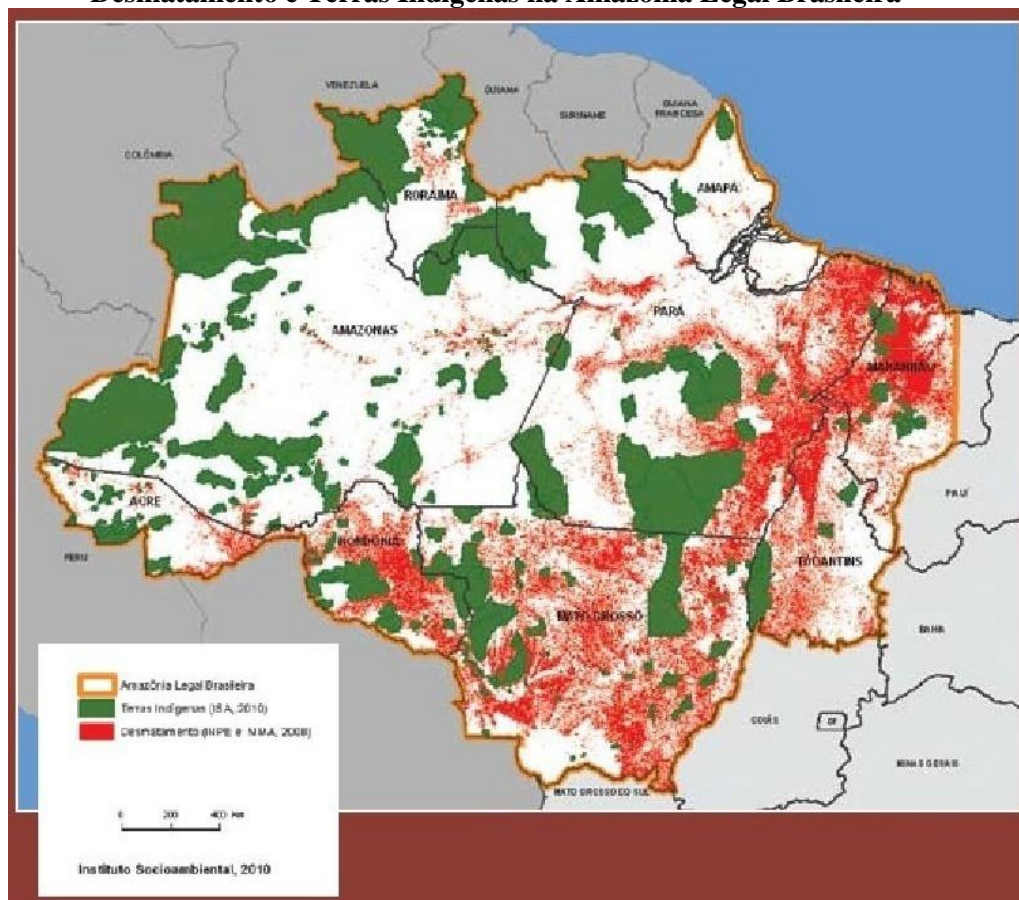 Desmatamento e Terras Indígenas na Amazônia Legal Brasileira
VENEZUELA
GUIANA
SURINAME
GUIANA
FRANCESA
COLÔMBIA
RORAIMA
AMAPÁ
AMAZONAS
PARÁ
MARANHÃO
PIAUÍ
ACRE
PERU
RONDONIA
TOCANTINS
MATO GROSSO
BAHIA
GOIÁS
DF
MINAS GERAIS
MATO GROSSO DO SUL
Amazônia Legal Brasileira
Terras Indígenas (ISA, 2010)
Desmatamento (INPE e MMA, 2008)
0 200 400 km
Instituto Socioambiental, 2010